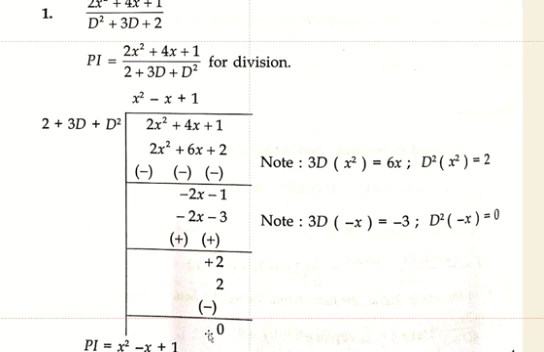 1. 2x² + 4x + 1 / D² + 3D + 2
PI = 2x² + 4x + 1 / 2 + 3D + D² for division.
x² − x + 1
2 + 3D + D² 2x² + 4x + 1
2x² + 6x + 2
(−) (−) (−)
Note : 3D ( x² ) = 6x ; D² ( x² ) = 2
−2x − 1
− 2x − 3
Note : 3D ( −x ) = −3 ; D² ( −x ) = 0
(+) (+)
+2
2
(−)
0
PI = x² −x + 1